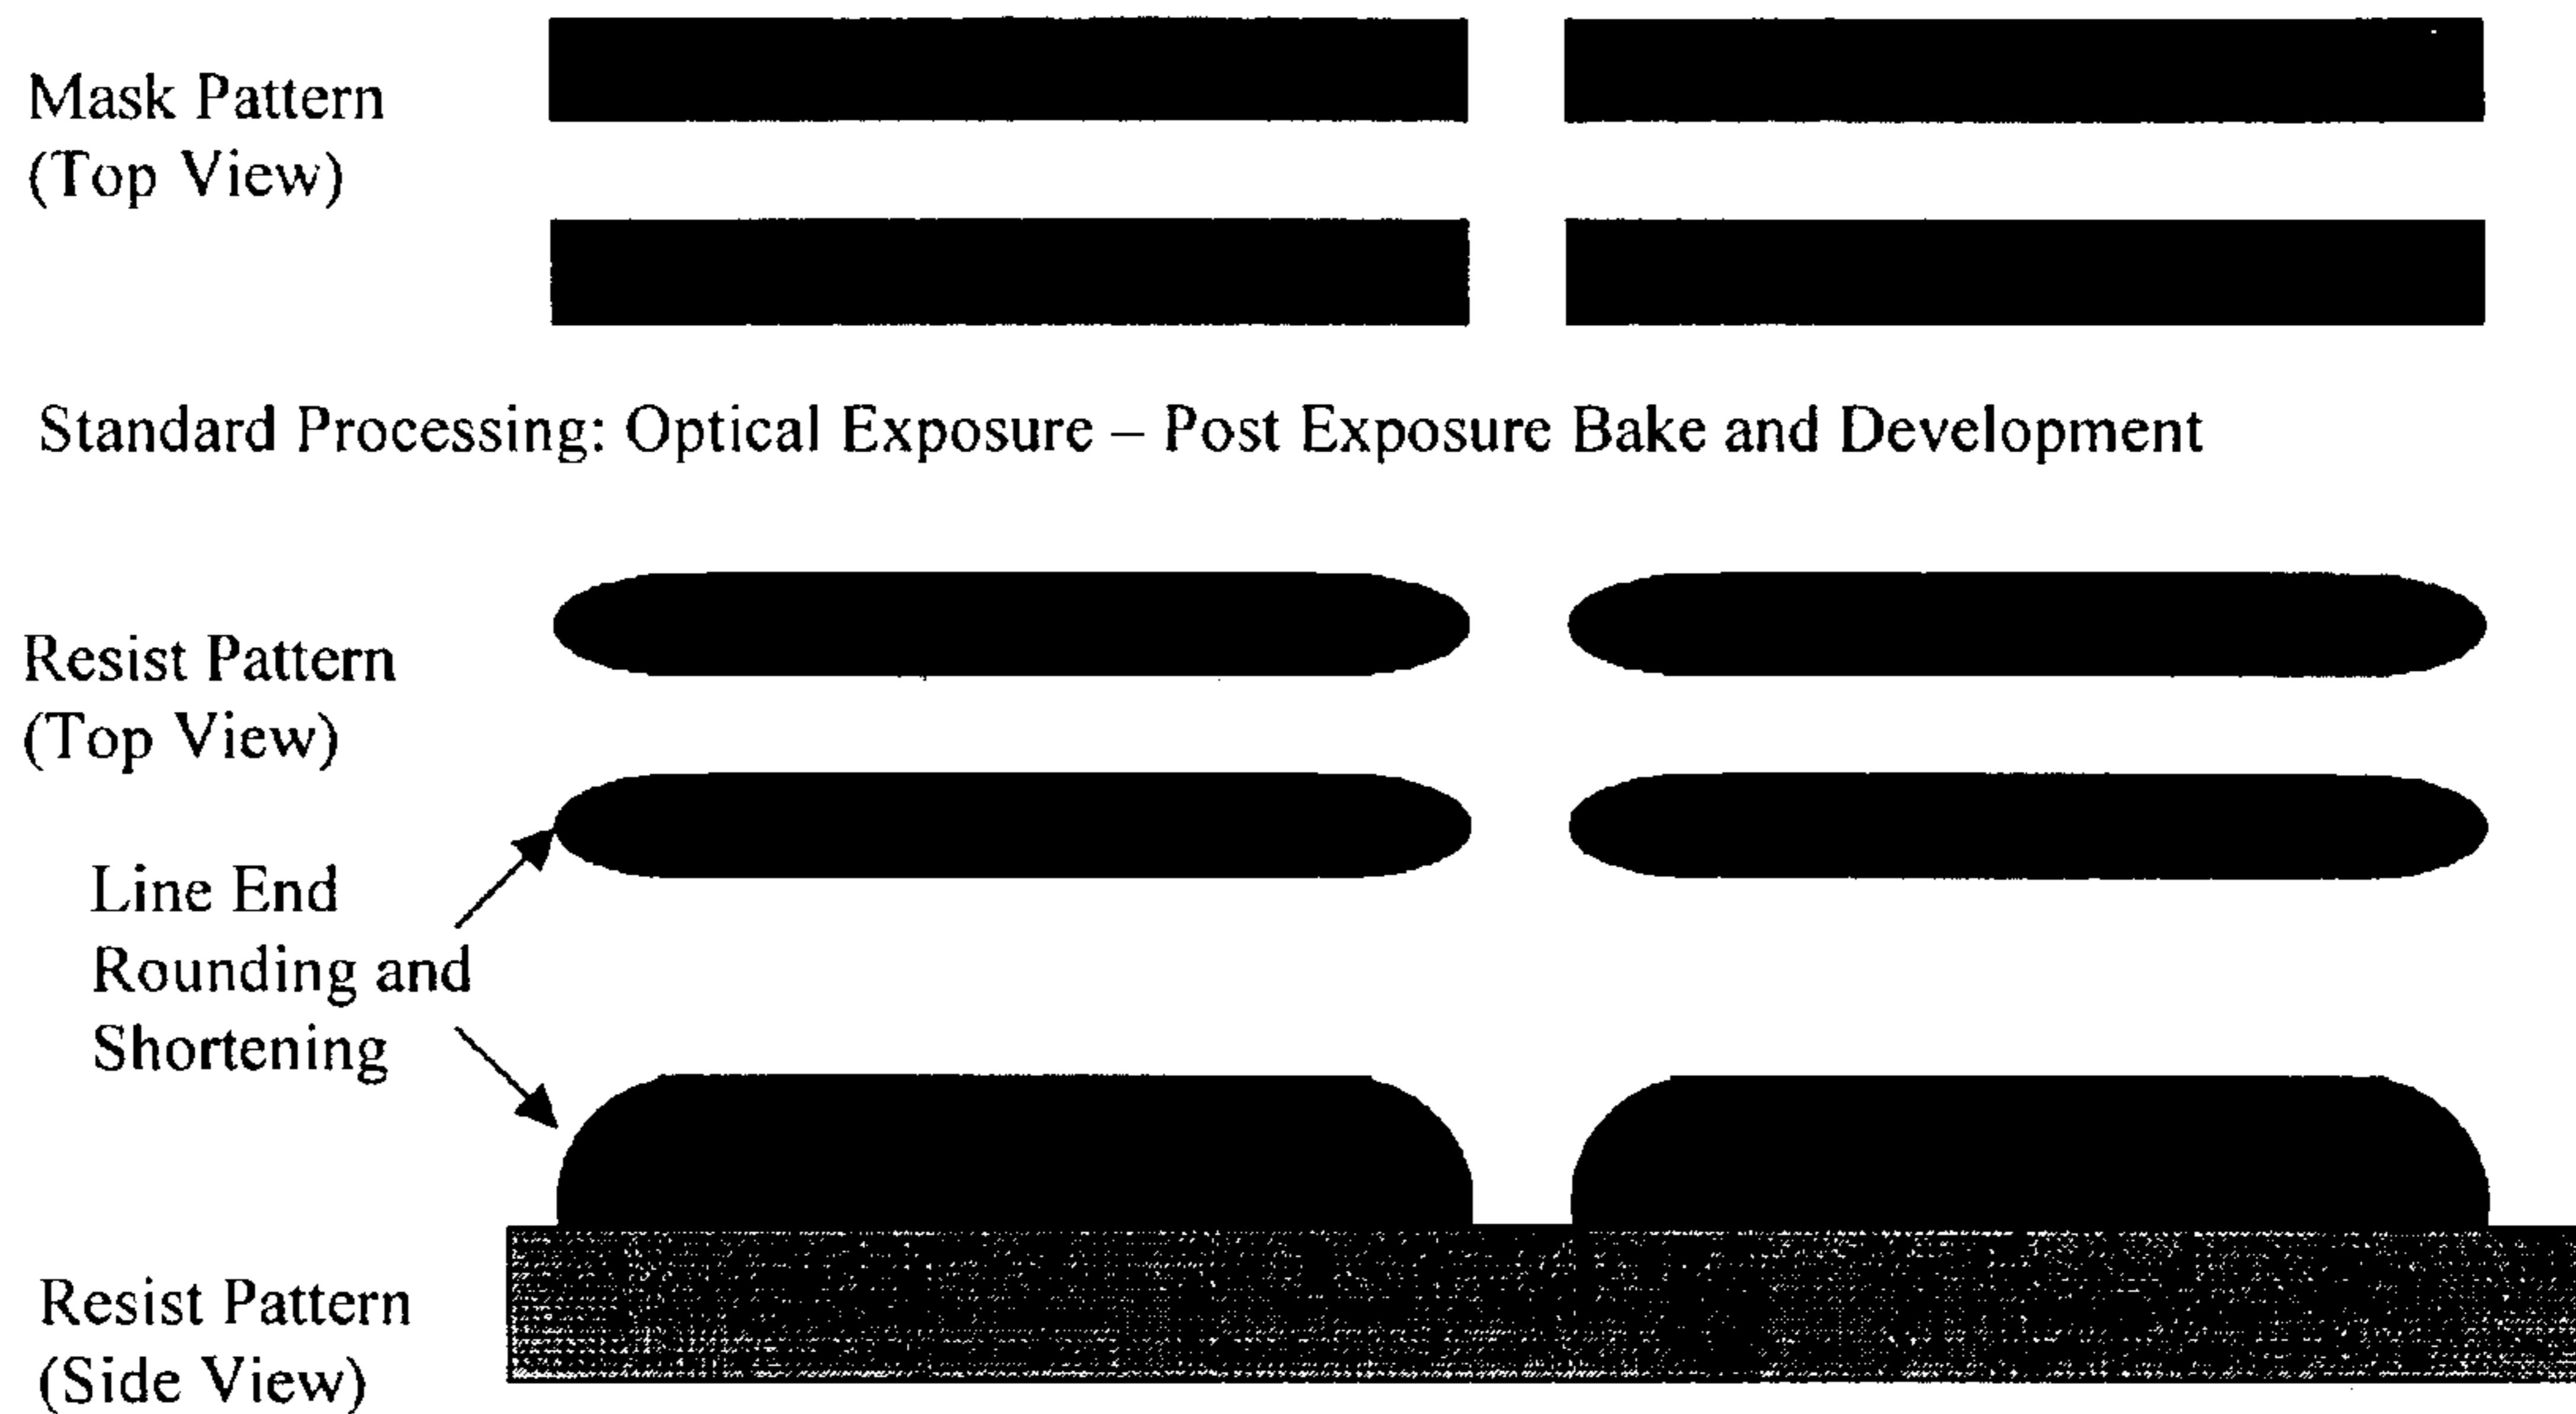 Mask Pattern
(Top View)
Standard Processing: Optical Exposure – Post Exposure Bake and Development
Resist Pattern
(Top View)
Line End
Rounding and
Shortening
Resist Pattern
(Side View)